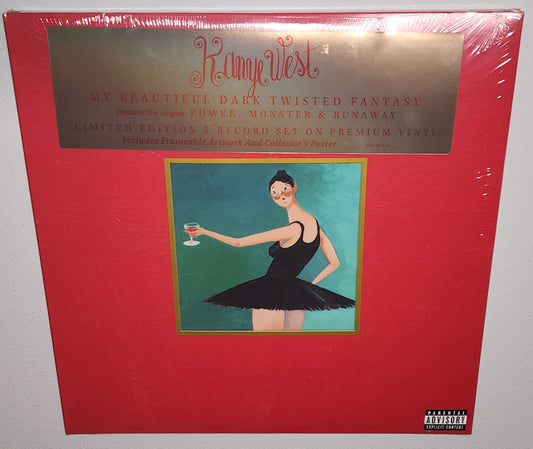 Kanye West
MY BEAUTIFUL DARK TWISTED FANTASY
features the singles POWER, MONSTER & RUNAWAY
LIMITED EDITION 3-RECORD SET ON PREMIUM VINYL
Includes Frameable Artwork And Collector's Poster
PARENTAL
ADVISORY
EXPLICIT CONTENT